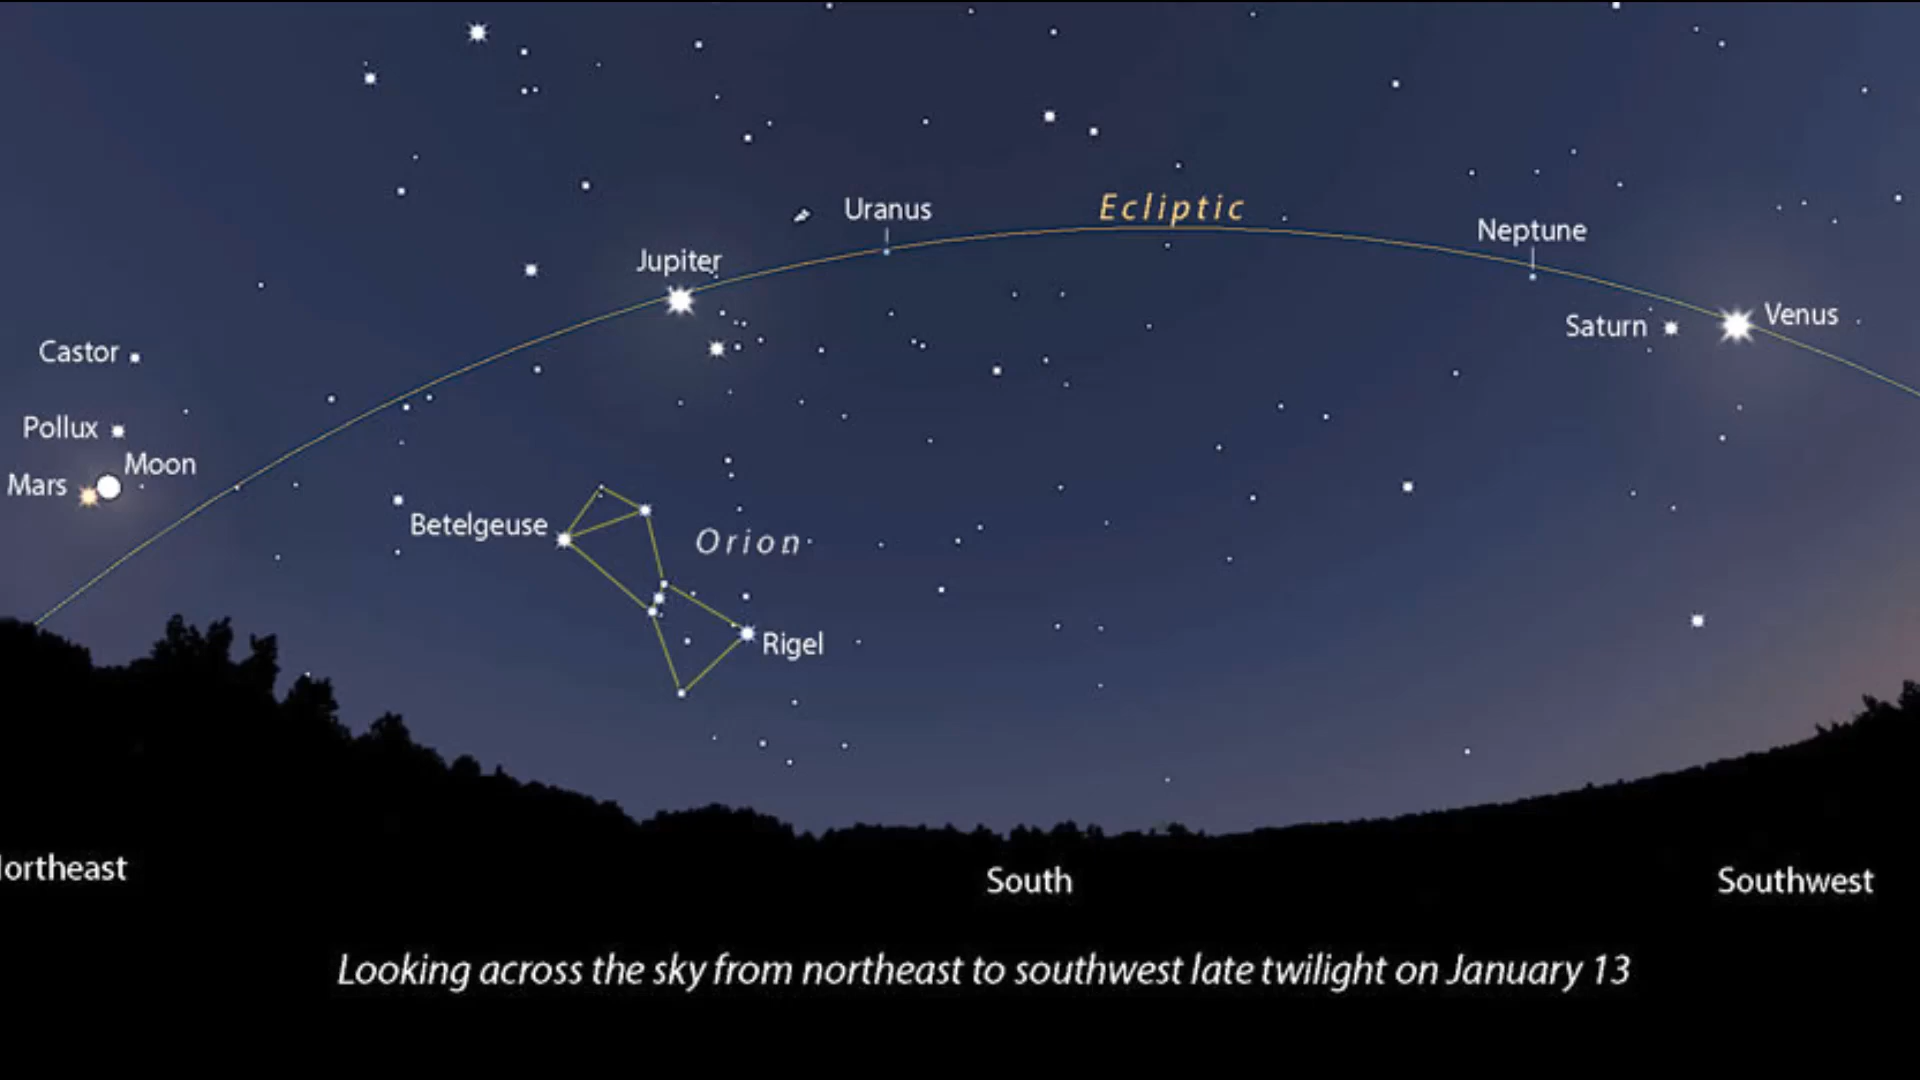 Uranus
Ecliptic
Neptune
Jupiter
Venus
Saturn
Castor
Pollux
Moon
Mars
Betelgeuse
Orion
Rigel
ortheast
South
Southwest
Looking across the sky from northeast to southwest late twilight on January 13